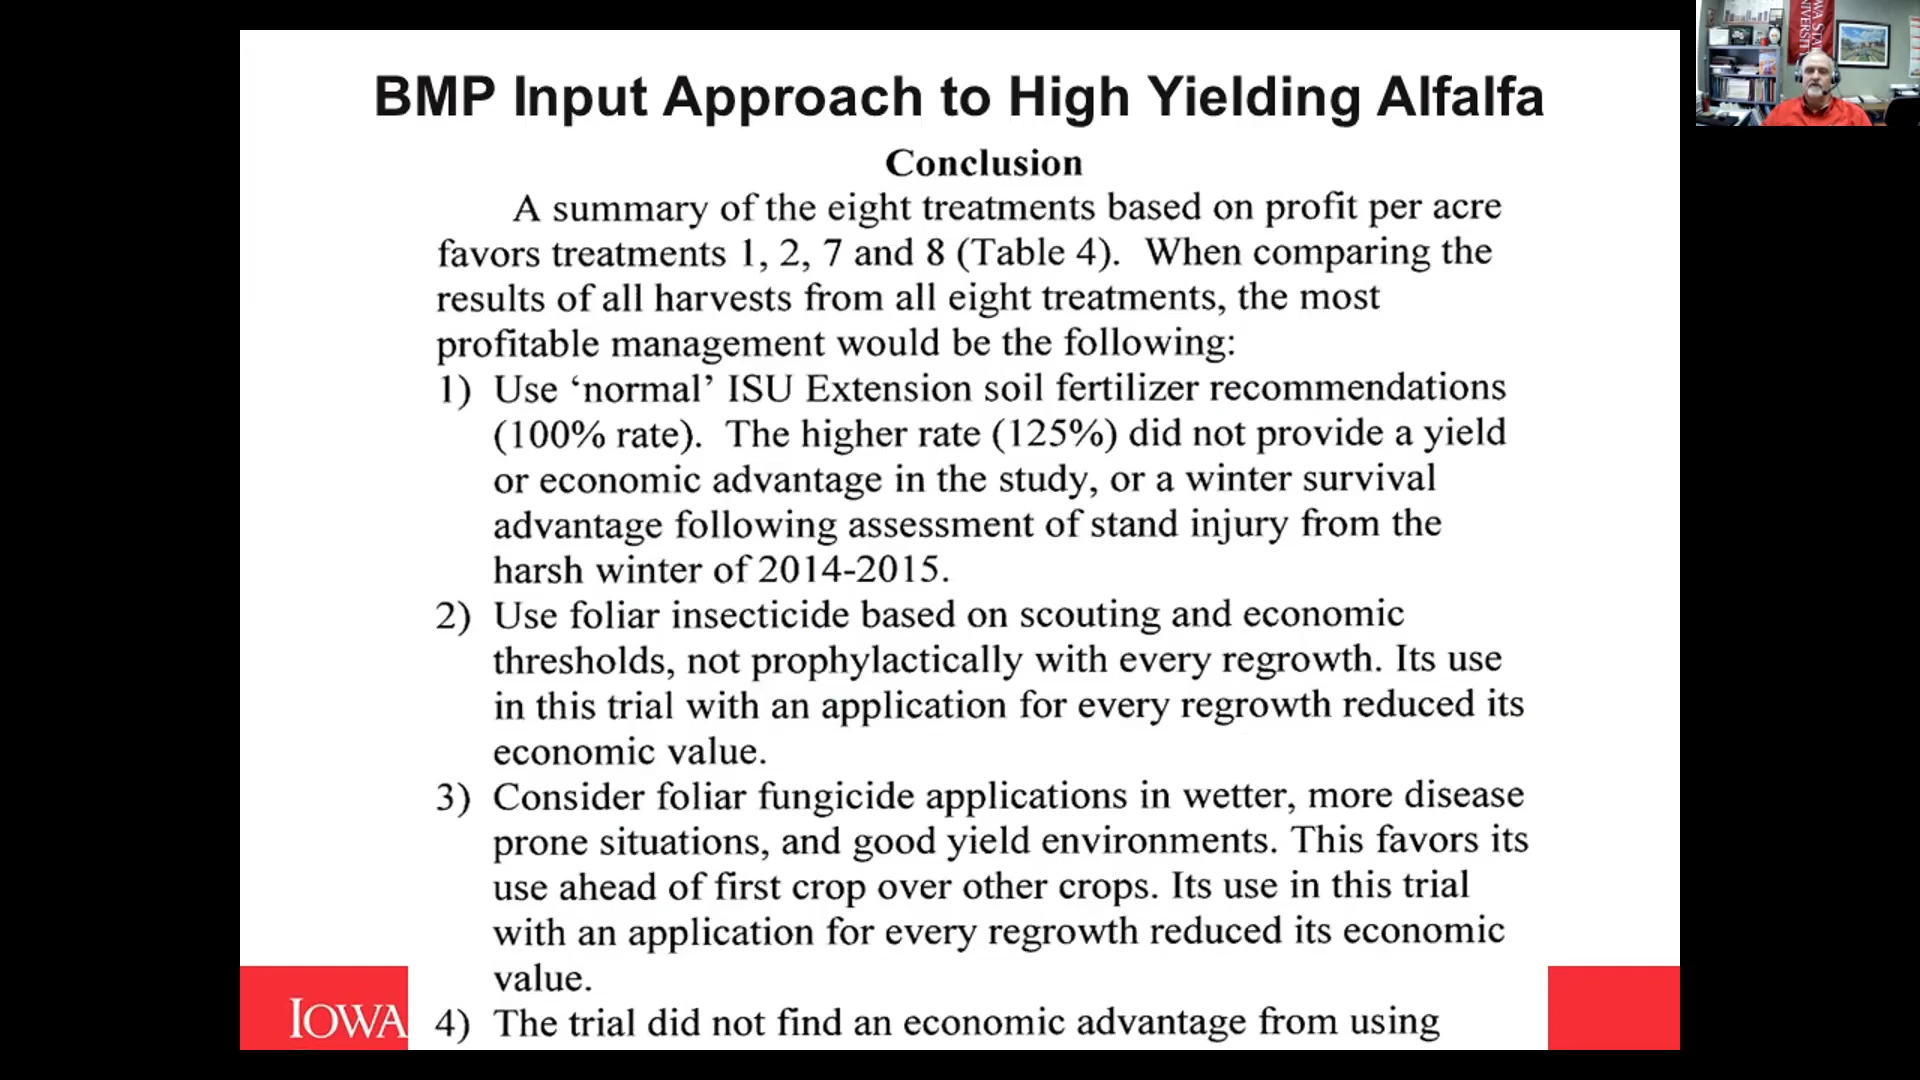 BMP Input Approach to High Yielding Alfalfa
Conclusion
A summary of the eight treatments based on profit per acre
favors treatments 1, 2, 7 and 8 (Table 4). When comparing the
results of all harvests from all eight treatments, the most
profitable management would be the following:
1) Use ‘normal’ ISU Extension soil fertilizer recommendations
(100% rate). The higher rate (125%) did not provide a yield
or economic advantage in the study, or a winter survival
advantage following assessment of stand injury from the
harsh winter of 2014-2015.
2) Use foliar insecticide based on scouting and economic
thresholds, not prophylactically with every regrowth. Its use
in this trial with an application for every regrowth reduced its
economic value.
3) Consider foliar fungicide applications in wetter, more disease
prone situations, and good yield environments. This favors its
use ahead of first crop over other crops. Its use in this trial
with an application for every regrowth reduced its economic
value.
4) The trial did not find an economic advantage from using
IOWA